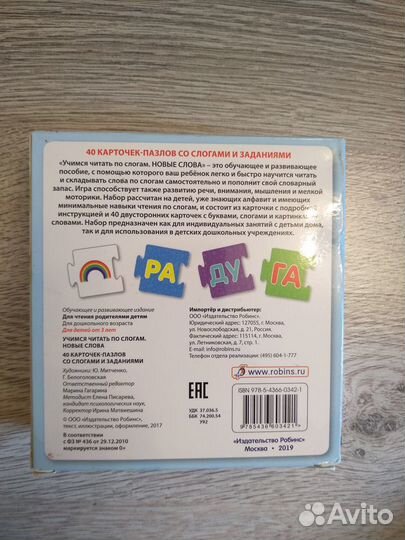 40 КАРТОЧЕК-ПАЗЛОВ СО СЛОГАМИ И ЗАДАНИЯМИ
«Учимся читать по слогам. НОВЫЕ СЛОВА» – это обучающее и развивающее
пособие, с помощью которого ваш ребёнок легко и быстро научится читать
и складывать слова по слогам самостоятельно и пополнит свой словарный
запас. Игра способствует также развитию речи, внимания, мышления и мелкой
моторики. Набор рассчитан на детей, уже знающих алфавит и имеющих
минимальные навыки чтения по слогам, и состоит из карточки с подробной
инструкцией и 40 двусторонних карточек с буквами, слогами и картинками,
словами. Набор предназначен как для индивидуальных занятий с детьми дома,
так и для использования в детских дошкольных учреждениях.
РА ДУ ГА
Обучающее и развивающее издание
Для чтения родителями детям
Для дошкольного возраста
Для детей от 3 лет
УЧИМСЯ ЧИТАТЬ ПО СЛОГАМ.
НОВЫЕ СЛОВА
40 КАРТОЧЕК-ПАЗЛОВ
СО СЛОГАМИ И ЗАДАНИЯМИ
Художники: Ю. Митченко,
Т. Белоголовская
Ответственный редактор
Марина Гагарина
Методист Елена Писарева,
кандидат психологических наук,
Корректор Ирина Матвюшина
© ООО «Издательство Робинс»,
текст, иллюстрации, оформление, 2017
В соответствии
с ФЗ № 436 от 29.12.2010
маркируется знаком 0+
Импортёр и дистрибьютер:
ООО «Издательство Робинс»
Юридический адрес: 127055, г. Москва,
ул. Новослободская, д. 21, Россия.
Фактический адрес: 115114, г. Москва,
ул. Летниковская, д. 7, стр. 1.
E-mail: info@robins.ru
Телефон отдела реализации: (495) 604-1-777
www.robins.ru
EAC
УДК 37.036.5
ББК 74.200.54
У92
ISBN 978-5-4366-0342-1
9 785436 603421 >
«Издательство Робинс»
Москва • 2019
Avito